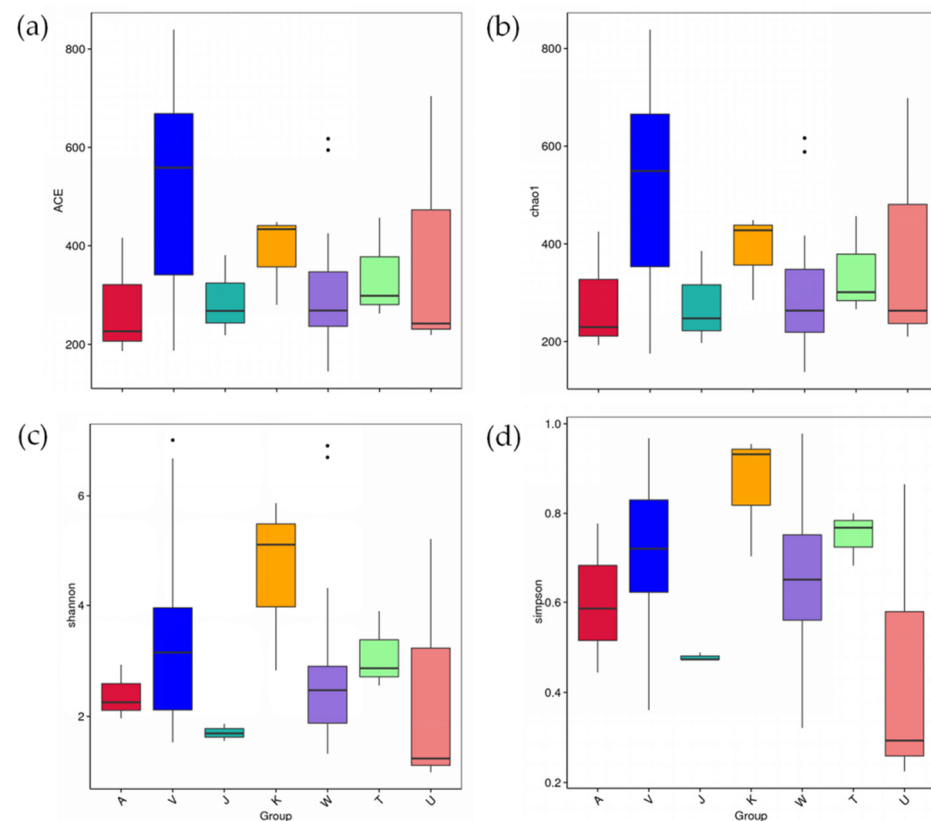 (a)
800
600
400
200
ACE
(b)
800
600
400
200
chao1
(c)
6
4
2
shannon
A V J K W T U
Group
(d)
1.0
0.8
0.6
0.4
0.2
simpson
A V J K W T U
Group